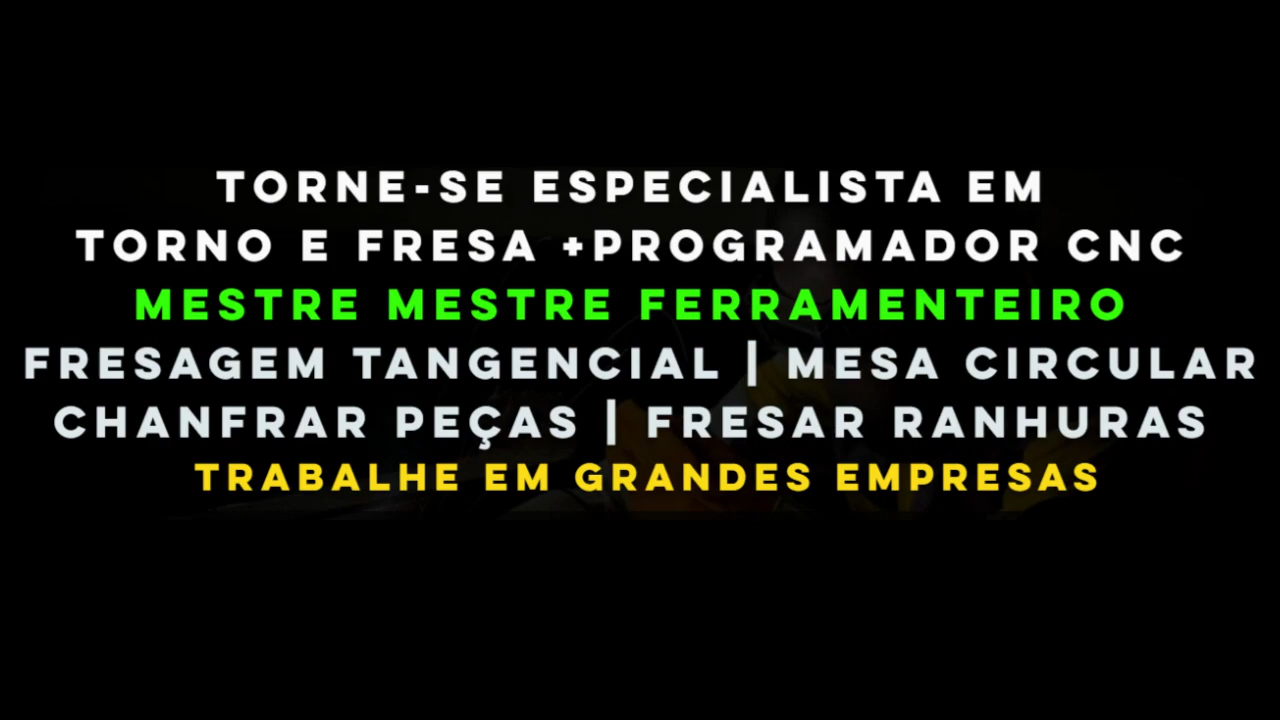 TORNE-SE ESPECIALISTA EM
TORNO E FRESA +PROGRAMADOR CNC
MESTRE MESTRE FERRAMENTEIRO
FRESAGEM TANGENCIAL | MESA CIRCULAR
CHANFRAR PEÇAS | FRESAR RANHURAS
TRABALHE EM GRANDES EMPRESAS